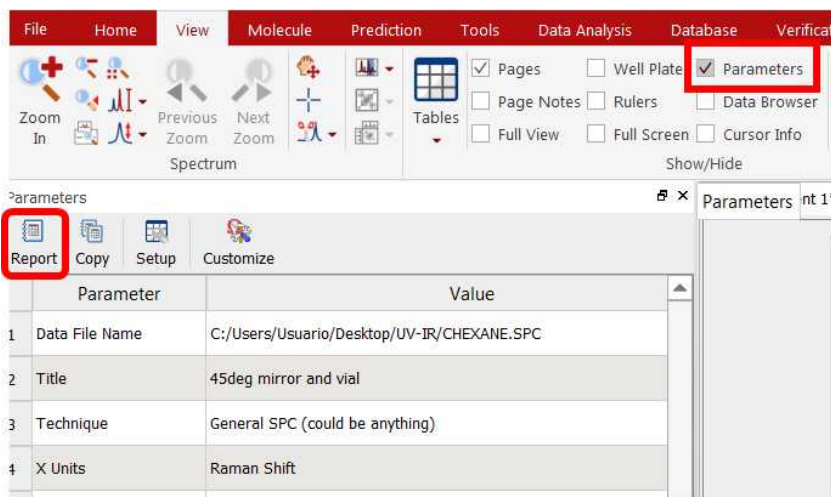 File Home View Molecule Prediction Tools Data Analysis Database Verificat
Zoom In
Previous Zoom
Next Zoom
Tables
Pages Well Plate Parameters
Page Notes Rulers Data Browser
Full View Full Screen Cursor Info
Spectrum Show/Hide
Parameters
Parameters nt 1*
Report Copy Setup Customize
Parameter Value
1 Data File Name C:/Users/Usuario/Desktop/UV-IR/CHEXANE.SPC
2 Title 45deg mirror and vial
3 Technique General SPC (could be anything)
4 X Units Raman Shift